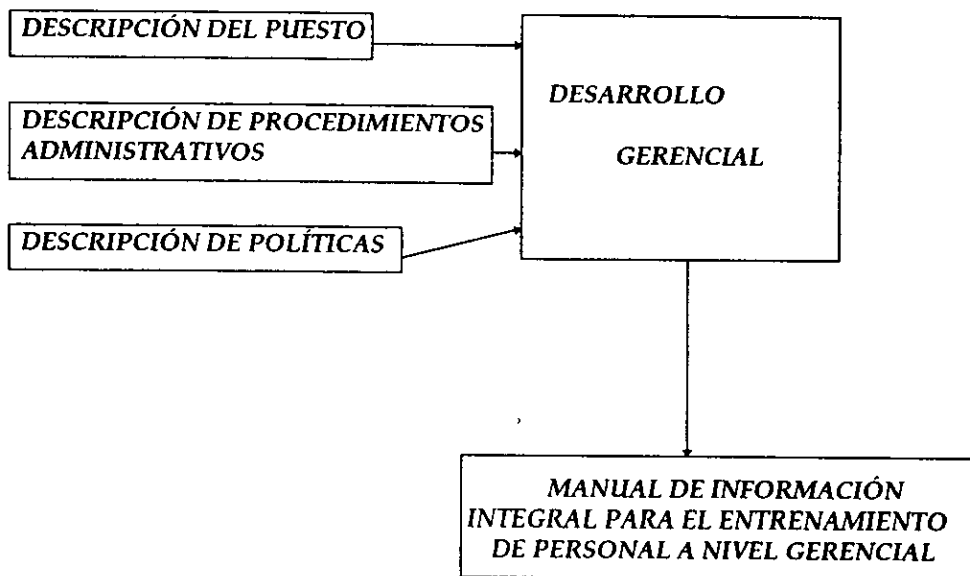 DESCRIPCIÓN DEL PUESTO
DESCRIPCIÓN DE PROCEDIMIENTOS
ADMINISTRATIVOS
DESCRIPCIÓN DE POLÍTICAS
DESARROLLO
GERENCIAL
MANUAL DE INFORMACIÓN
INTEGRAL PARA EL ENTRENAMIENTO
DE PERSONAL A NIVEL GERENCIAL